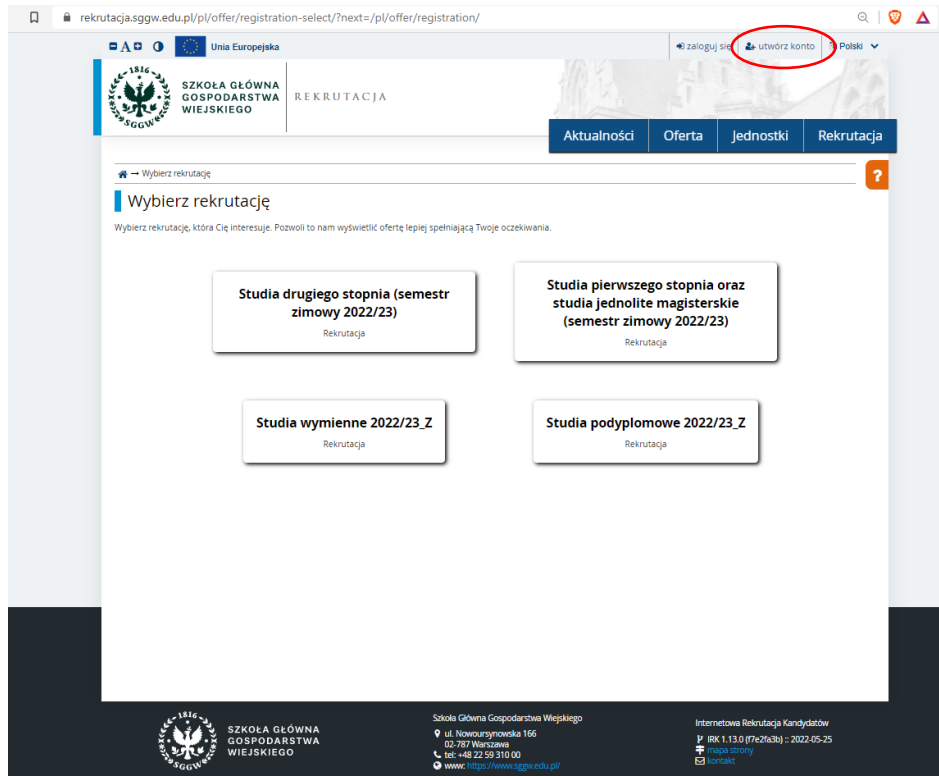 rekrutacja.sggw.edu.pl/pl/offer/registration-select/?next=/pl/offer/registration/
A Unia Europejska zaloguj się utwórz konto Polski
1816
SGGW
SZKOŁA GŁÓWNA
GOSPODARSTWA
WIEJSKIEGO
REKRUTACJA
Aktualności Oferta Jednostki Rekrutacja
→ Wybierz rekrutację
?
Wybierz rekrutację
Wybierz rekrutację, która Cię interesuje. Pozwoli to nam wyświetlić ofertę lepiej spełniającą Twoje oczekiwania.
Studia drugiego stopnia (semestr
zimowy 2022/23)
Rekrutacja
Studia pierwszego stopnia oraz
studia jednolite magisterskie
(semestr zimowy 2022/23)
Rekrutacja
Studia wymienne 2022/23_Z
Rekrutacja
Studia podyplomowe 2022/23_Z
Rekrutacja
1816
SGGW
SZKOŁA GŁÓWNA
GOSPODARSTWA
WIEJSKIEGO
Szkoła Główna Gospodarstwa Wiejskiego
ul. Nowoursynowska 166
02-787 Warszawa
tel: +48 22 59 310 00
www: https://www.sggw.edu.pl/
Internetowa Rekrutacja Kandydatów
IRK 1.13.0 (f7e2fa3b) :: 2022-05-25
mapa strony
kontakt